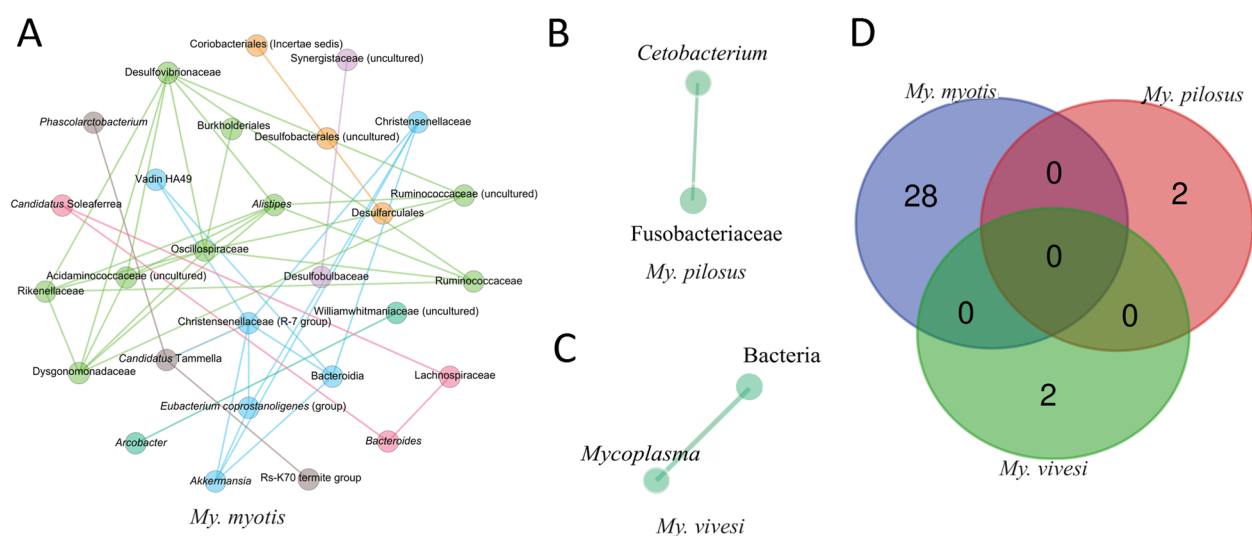 A
Coriobacteriales (Incertae sedis)
Synergistaceae (uncultured)
Desulfovibrionaceae
Phascolarctobacterium
Burkholderiales
Desulfobacterales (uncultured)
Christensenellaceae
Vadin HA49
Candidatus Soleaferrea
Alistipes
Ruminococcaceae (uncultured)
Desulfarculales
Oscillospiraceae
Acidaminococcaceae (uncultured)
Rikenellaceae
Desulfobulbaceae
Ruminococcaceae
Williamwhitmaniaceae (uncultured)
Christensenellaceae (R-7 group)
Candidatus Tammella
Dysgonomonadaceae
Bacteroidia
Lachnospiraceae
Eubacterium coprostanoligenes (group)
Arcobacter
Bacteroides
Akkermansia
Rs-K70 termite group
My. myotis
B
Cetobacterium
Fusobacteriaceae
My. pilosus
C
Bacteria
Mycoplasma
My. vivesi
D
My. myotis
My. pilosus
28
0
2
0
0
0
2
My. vivesi